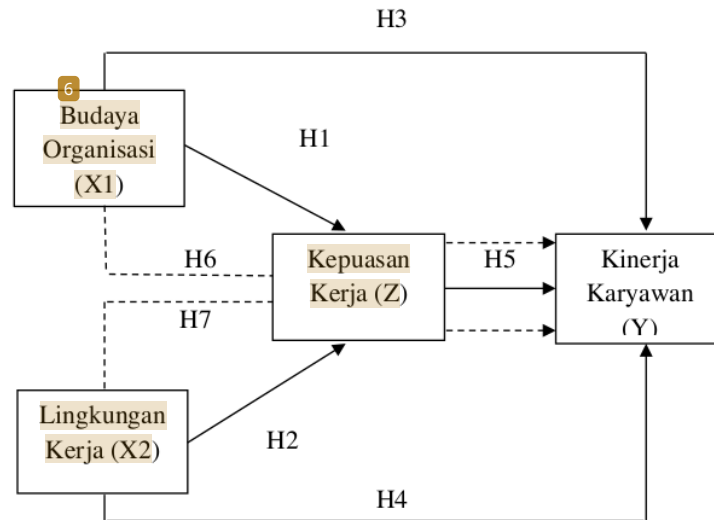 H3
6
Budaya
Organisasi
(X1)
H1
H6
Kepuasan
Kerja (Z)
H5
Kinerja
Karyawan
(Y)
H7
Lingkungan
Kerja (X2)
H2
H4